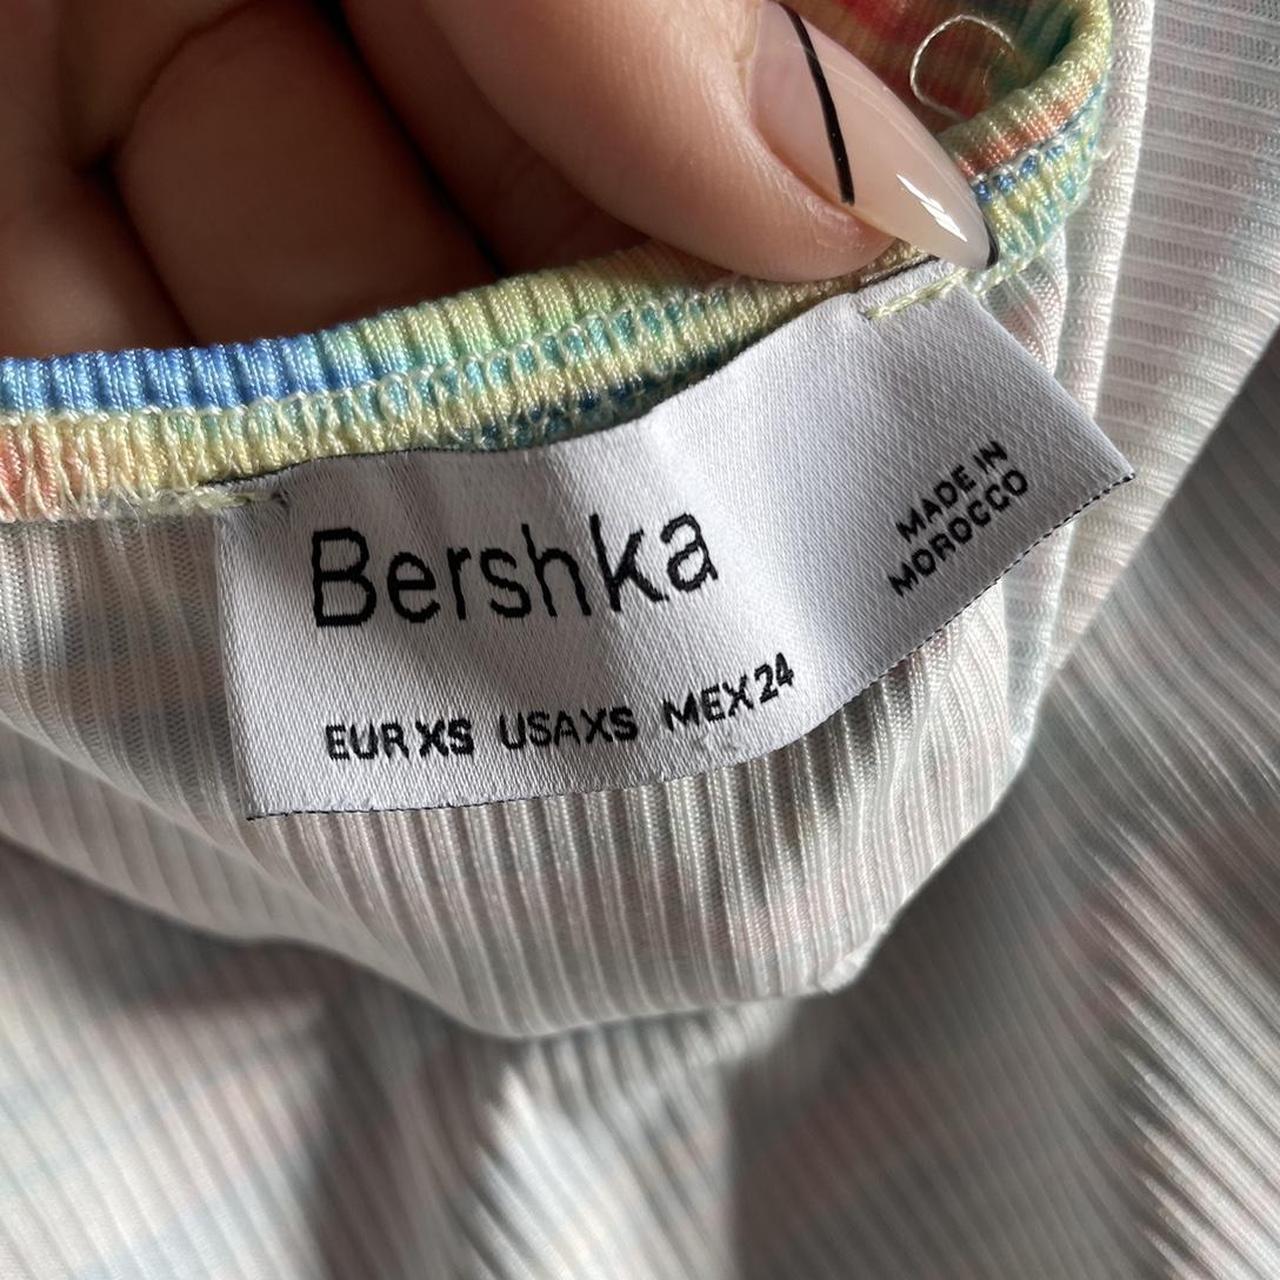 Bershka
EUR XS USA XS MEX 24
MADE IN
MOROCCO